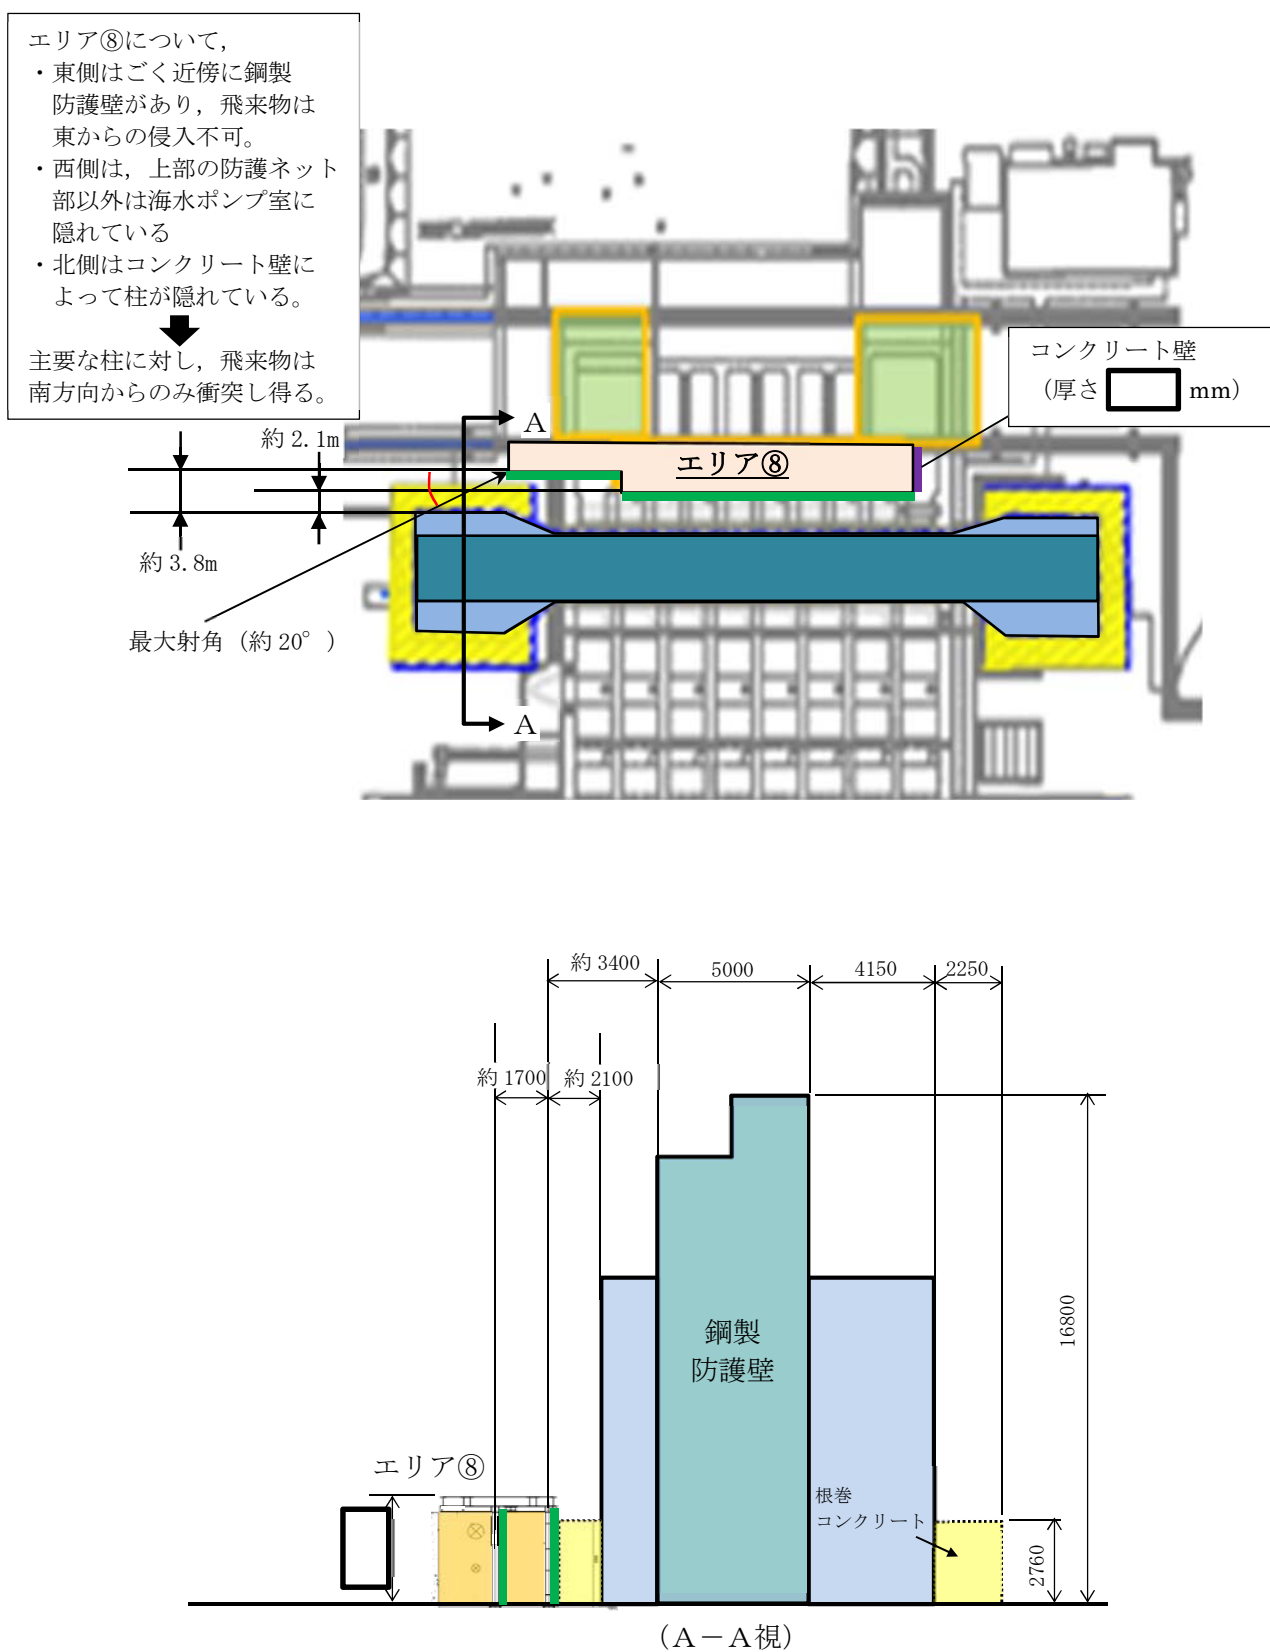 エリア⑧について,
・東側はごく近傍に鋼製
防護壁があり, 飛来物は
東からの侵入不可。
・西側は, 上部の防護ネット
部以外は海水ポンプ室に
隠れている
・北側はコンクリート壁に
よって柱が隠れている。
主要な柱に対し, 飛来物は
南方向からのみ衝突し得る。
コンクリート壁
(厚さ mm)
A
約 2.1m
エリア⑧
約 3.8m
最大射角 (約 20° )
A
約 3400
5000
4150
2250
約 1700
約 2100
16800
鋼製
防護壁
エリア⑧
根巻
コンクリート
2760
(A-A視)